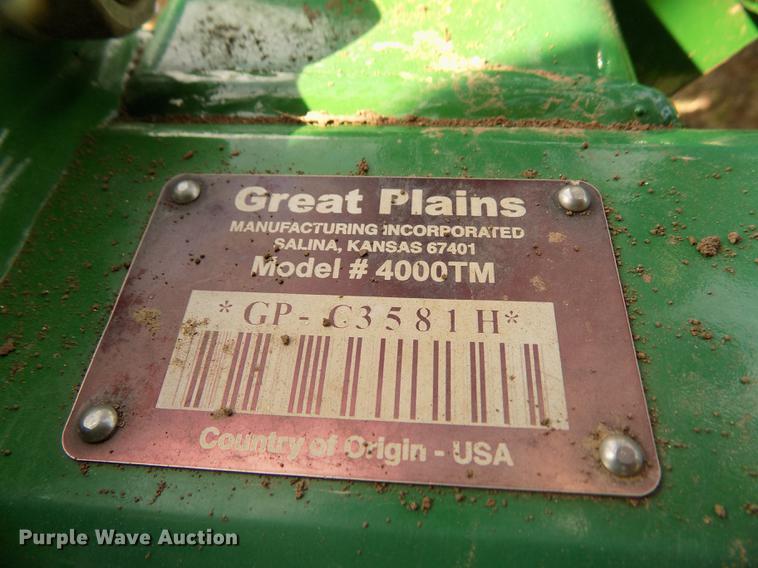 Great Plains
MANUFACTURING INCORPORATED
SALINA, KANSAS 67401
Model # 4000TM
*GP-C3581H*
Country of Origin - USA
Purple Wave Auction